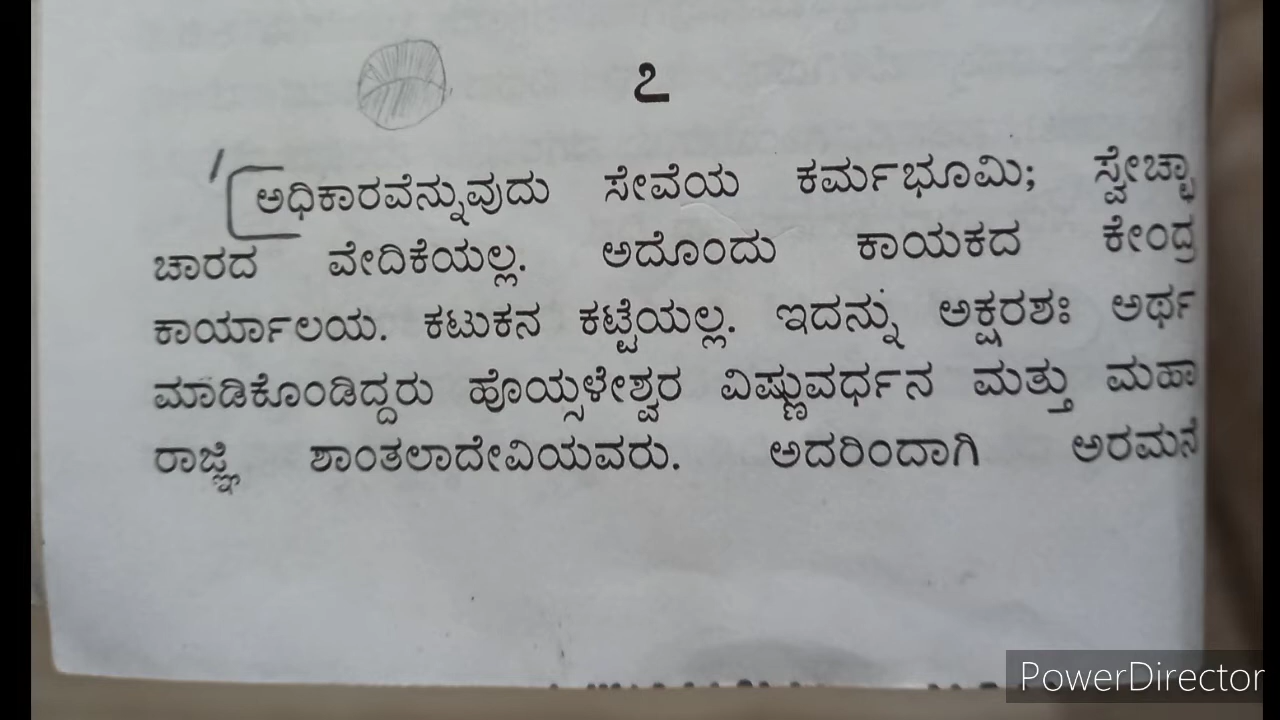 ೭
ಅಧಿಕಾರವೆನ್ನುವುದು ಸೇವೆಯ ಕರ್ಮಭೂಮಿ; ಸ್ವೇಚ್ಛಾ
ಚಾರದ ವೇದಿಕೆಯಲ್ಲ. ಅದೊಂದು ಕಾಯಕದ ಕೇಂದ್ರ
ಕಾರ್ಯಾಲಯ. ಕಟುಕನ ಕಟ್ಟೆಯಲ್ಲ. ಇದನ್ನು ಅಕ್ಷರಶಃ ಅರ್ಥ
ಮಾಡಿಕೊಂಡಿದ್ದರು ಹೊಯ್ಸಳೇಶ್ವರ ವಿಷ್ಣುವರ್ಧನ ಮತ್ತು ಮಹಾ
ರಾಜ್ಞಿ ಶಾಂತಲಾದೇವಿಯವರು. ಅದರಿಂದಾಗಿ ಅರಮನೆ
PowerDirector